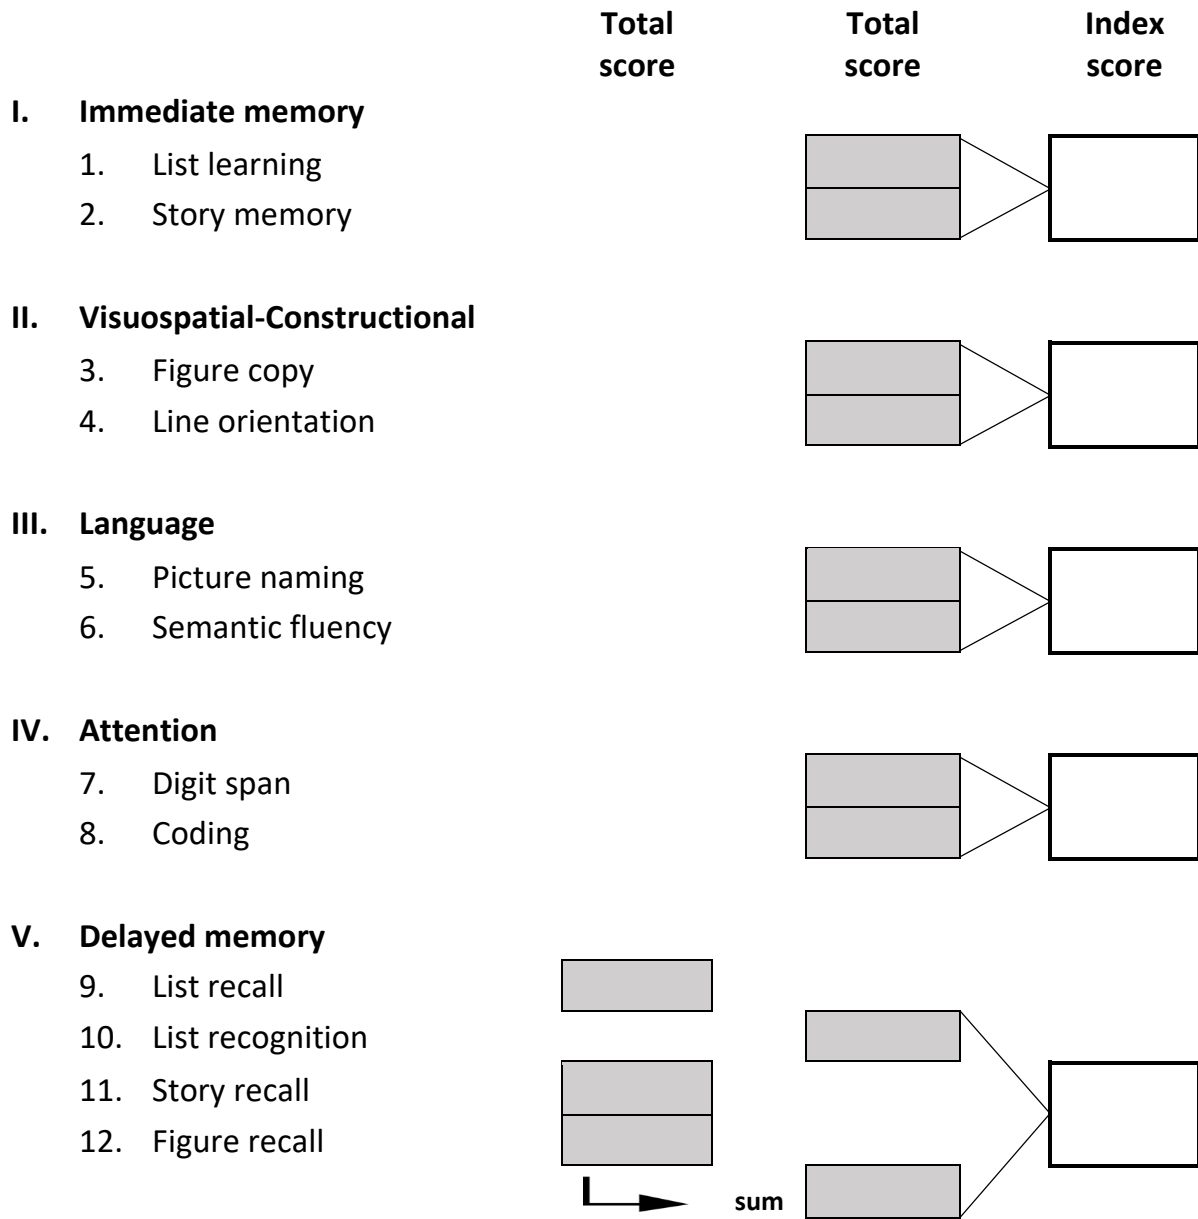 Total Total Index
score score score
I. Immediate memory
1. List learning
2. Story memory
II. Visuospatial-Constructional
3. Figure copy
4. Line orientation
III. Language
5. Picture naming
6. Semantic fluency
IV. Attention
7. Digit span
8. Coding
V. Delayed memory
9. List recall
10. List recognition
11. Story recall
12. Figure recall
sum